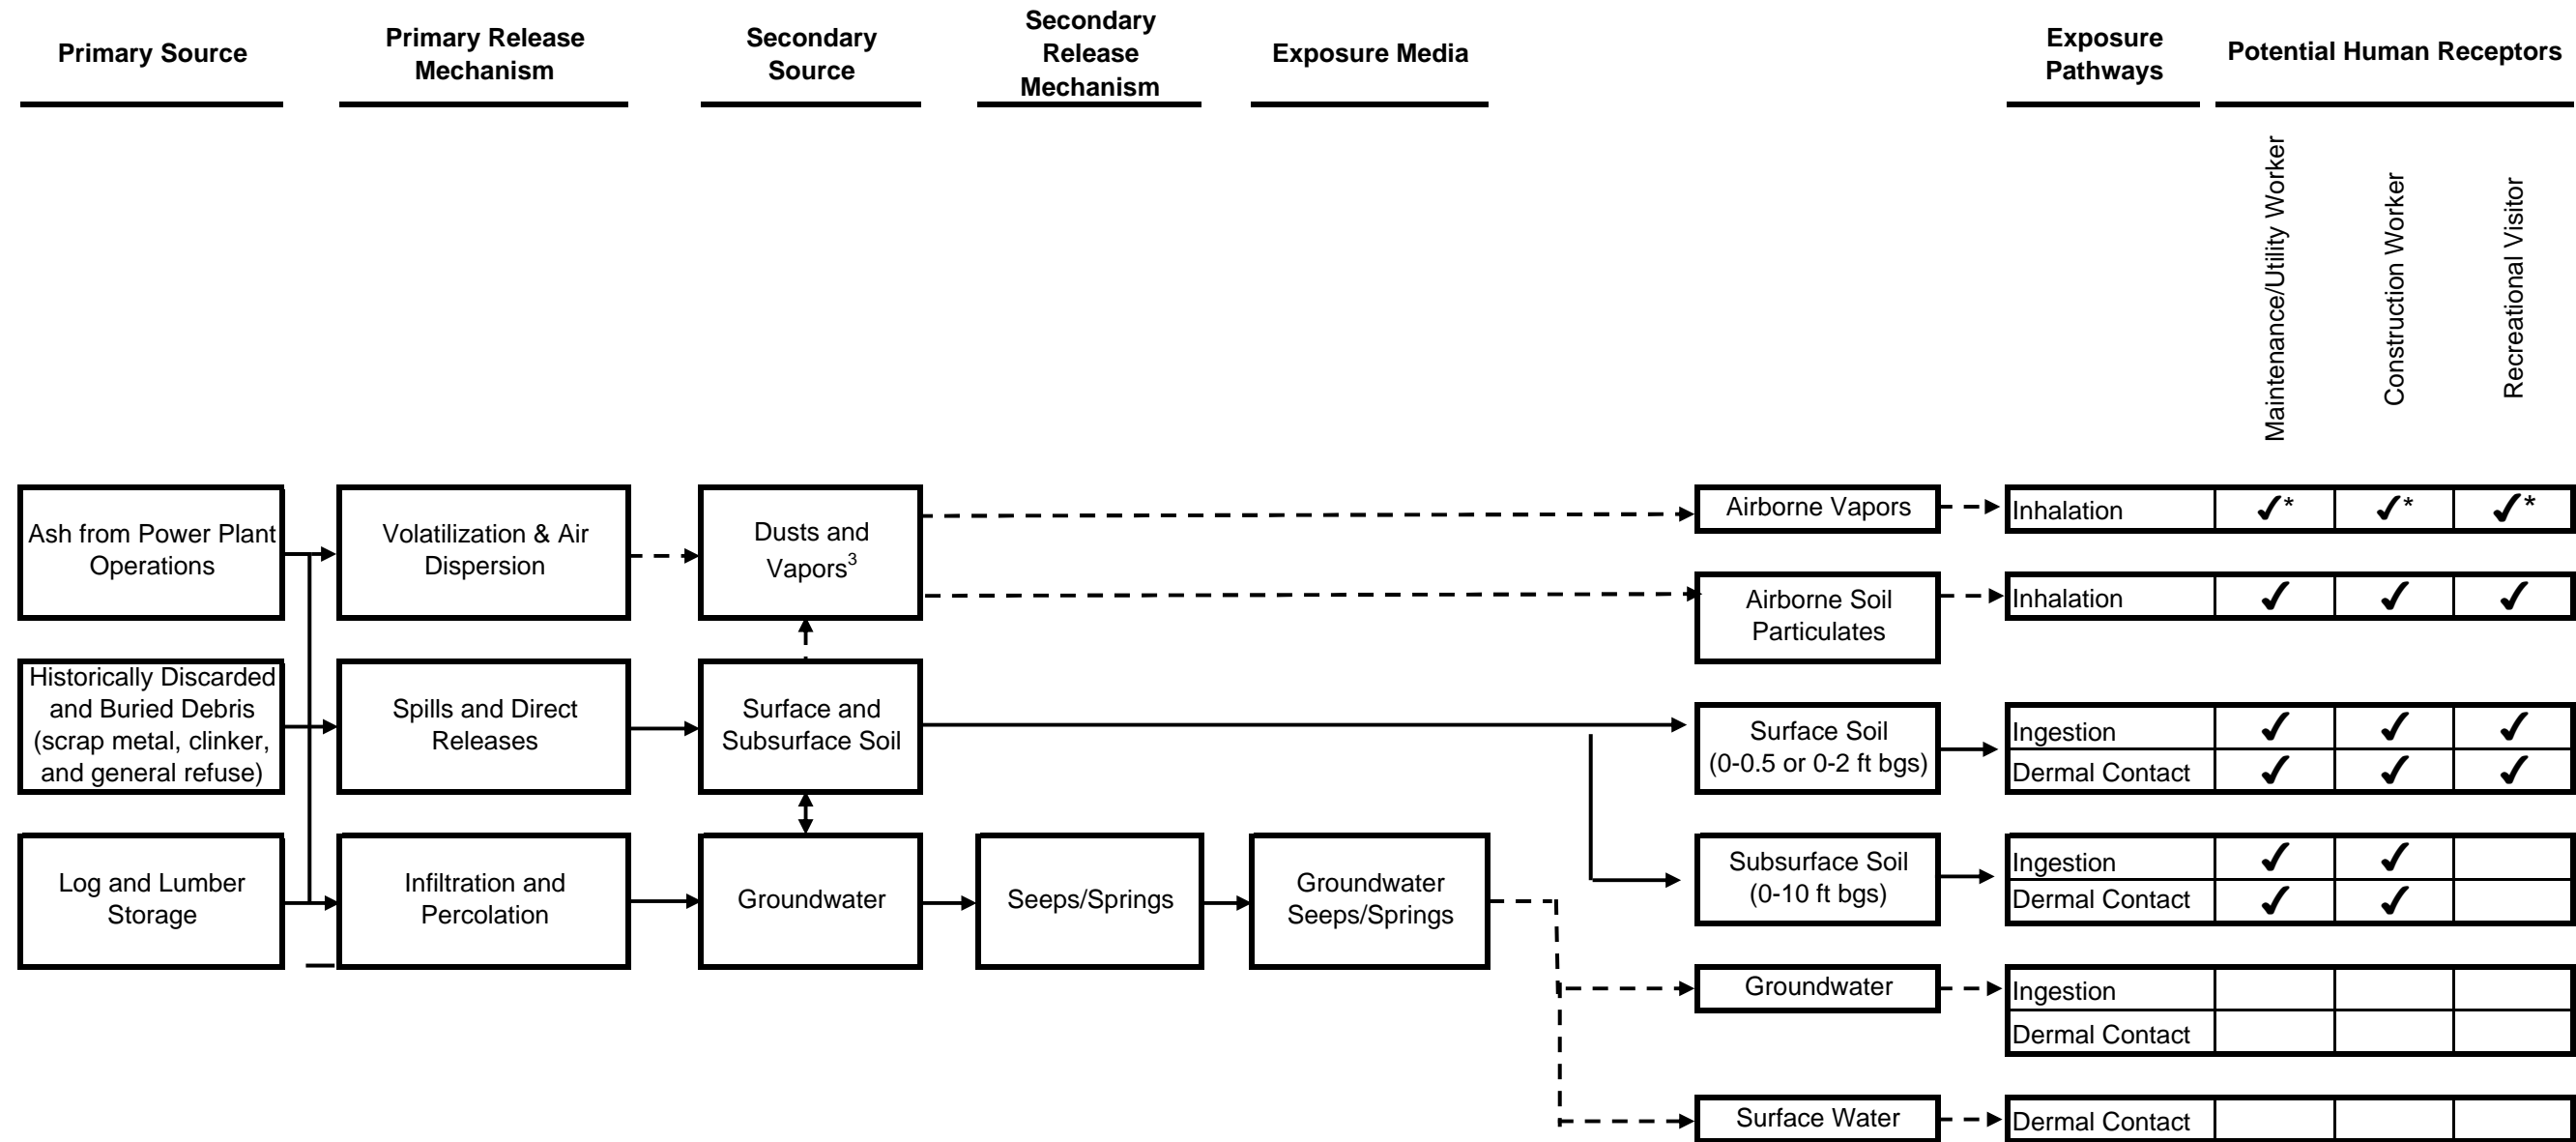 Primary Source
Primary Release
Mechanism
Secondary
Source
Secondary
Release
Mechanism
Exposure Media
Exposure
Pathways
Potential Human Receptors
Maintenance/Utility Worker
Construction Worker
Recreational Visitor
Ash from Power Plant
Operations
Volatilization & Air
Dispersion
Dusts and
Vapors3
Airborne Vapors
Inhalation
✓* ✓* ✓*
Airborne Soil
Particulates
Inhalation
✓ ✓ ✓
Historically Discarded
and Buried Debris
(scrap metal, clinker,
and general refuse)
Spills and Direct
Releases
Surface and
Subsurface Soil
Surface Soil
(0-0.5 or 0-2 ft bgs)
Ingestion
✓ ✓ ✓
Dermal Contact
✓ ✓ ✓
Log and Lumber
Storage
Infiltration and
Percolation
Groundwater
Seeps/Springs
Groundwater
Seeps/Springs
Subsurface Soil
(0-10 ft bgs)
Ingestion
✓ ✓
Dermal Contact
✓ ✓
Groundwater
Ingestion
Dermal Contact
Surface Water
Dermal Contact